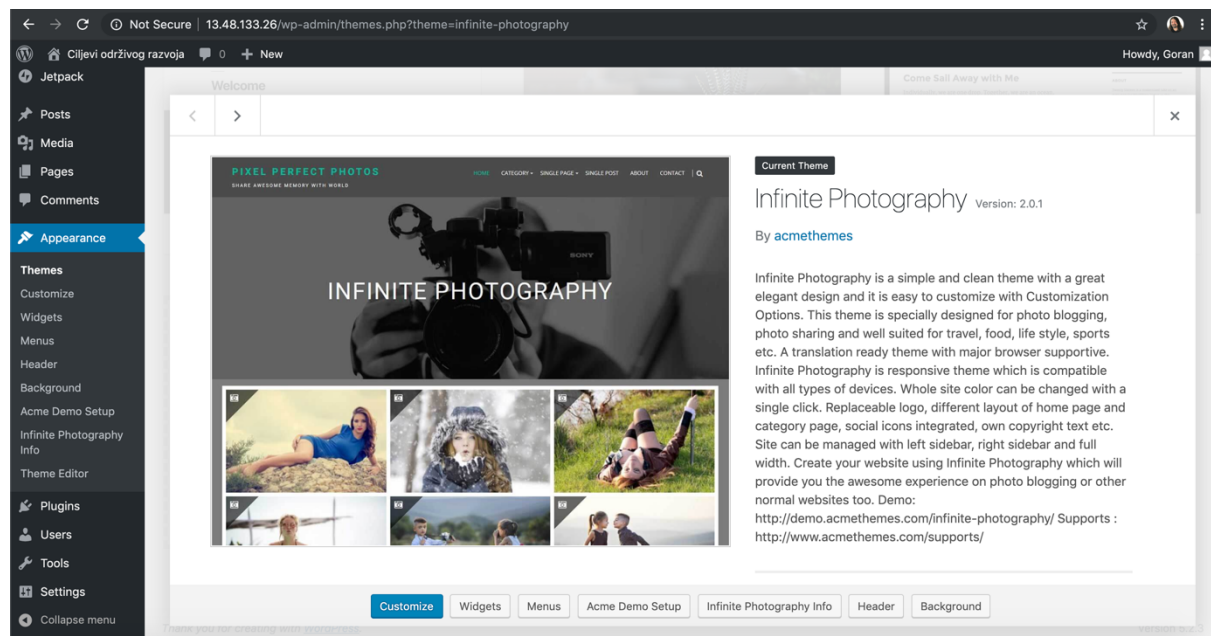 Not Secure | 13.48.133.26/wp-admin/themes.php?theme=infinite-photography
Ciljevi održivog razvoja 0 + New Howdy, Goran
Jetpack
Posts
Media
Pages
Comments
Appearance
Themes
Customize
Widgets
Menus
Header
Background
Acme Demo Setup
Infinite Photography
Info
Theme Editor
Plugins
Users
Tools
Settings
Collapse menu
Welcome
Come Sail Away with Me
PIXEL PERFECT PHOTOS
SHARE AWESOME MEMORY WITH WORLD
HOME CATEGORY SINGLE PAGE SINGLE POST ABOUT CONTACT
SONY
INFINITE PHOTOGRAPHY
Current Theme
Infinite Photography Version: 2.0.1
By acmethemes
Infinite Photography is a simple and clean theme with a great
elegant design and it is easy to customize with Customization
Options. This theme is specially designed for photo blogging,
photo sharing and well suited for travel, food, life style, sports
etc. A translation ready theme with major browser supportive.
Infinite Photography is responsive theme which is compatible
with all types of devices. Whole site color can be changed with a
single click. Replaceable logo, different layout of home page and
category page, social icons integrated, own copyright text etc.
Site can be managed with left sidebar, right sidebar and full
width. Create your website using Infinite Photography which will
provide you the awesome experience on photo blogging or other
normal websites too. Demo:
http://demo.acmethemes.com/infinite-photography/ Supports :
http://www.acmethemes.com/supports/
Customize Widgets Menus Acme Demo Setup Infinite Photography Info Header Background
Thank you for creating with WordPress. Version 5.2.3